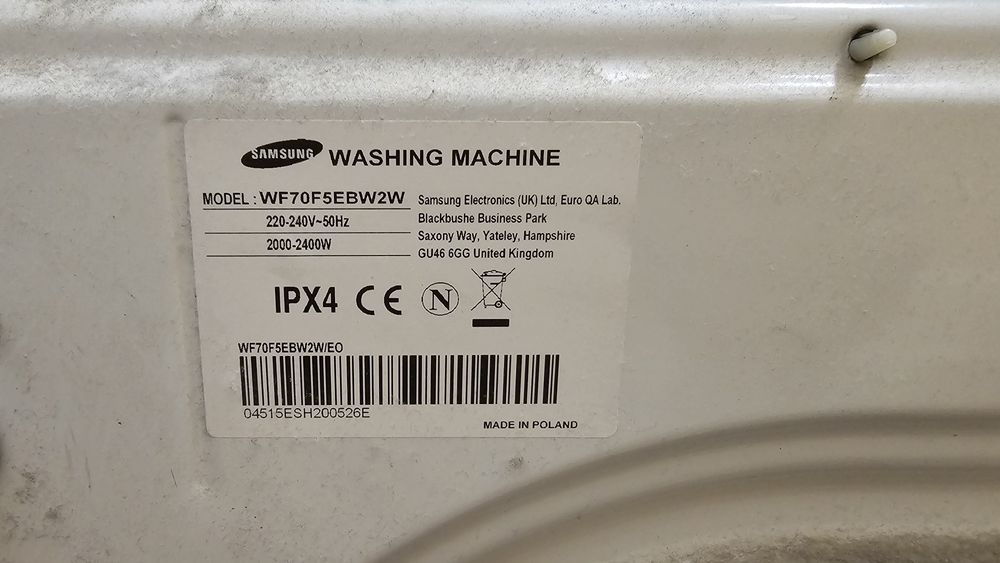 SAMSUNG WASHING MACHINE
MODEL : WF70F5EBW2W
220-240V~50Hz
2000-2400W
Samsung Electronics (UK) Ltd, Euro QA Lab.
Blackbushe Business Park
Saxony Way, Yateley, Hampshire
GU46 6GG United Kingdom
IPX4 CE N
WF70F5EBW2W/EO
04515ESH200526E
MADE IN POLAND